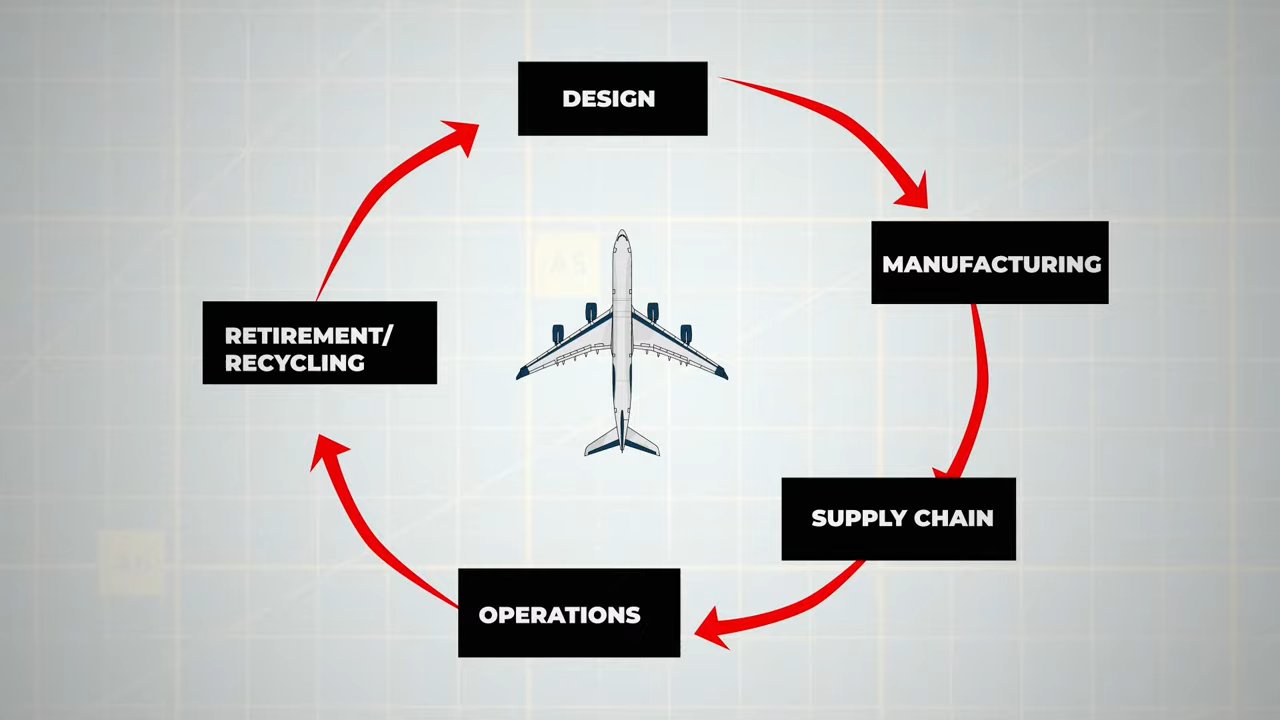 DESIGN
MANUFACTURING
SUPPLY CHAIN
OPERATIONS
RETIREMENT/
RECYCLING